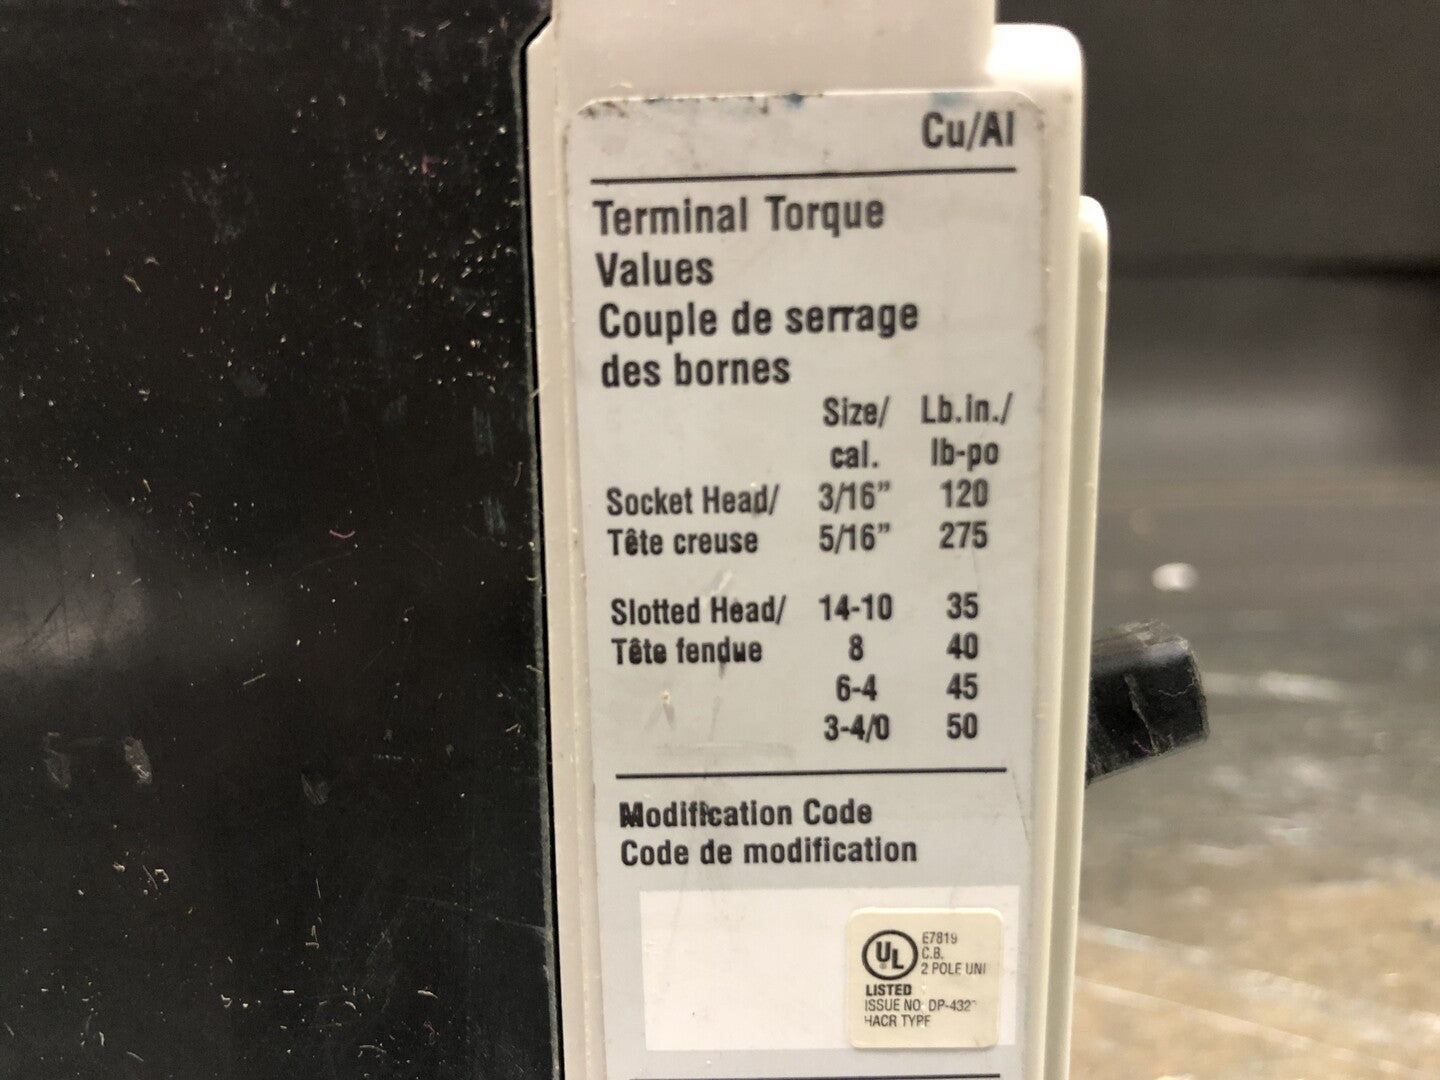 Cu/Al
Terminal Torque
Values
Couple de serrage
des bornes
Size/ Lb.in./
cal. lb-po
Socket Head/ 3/16" 120
Tête creuse 5/16" 275
Slotted Head/ 14-10 35
Tête fendue 8 40
6-4 45
3-4/0 50
Modification Code
Code de modification
UL
E7819
C.B.
2 POLE UNI
LISTED
ISSUE NO. DP-432
HACR TYPE